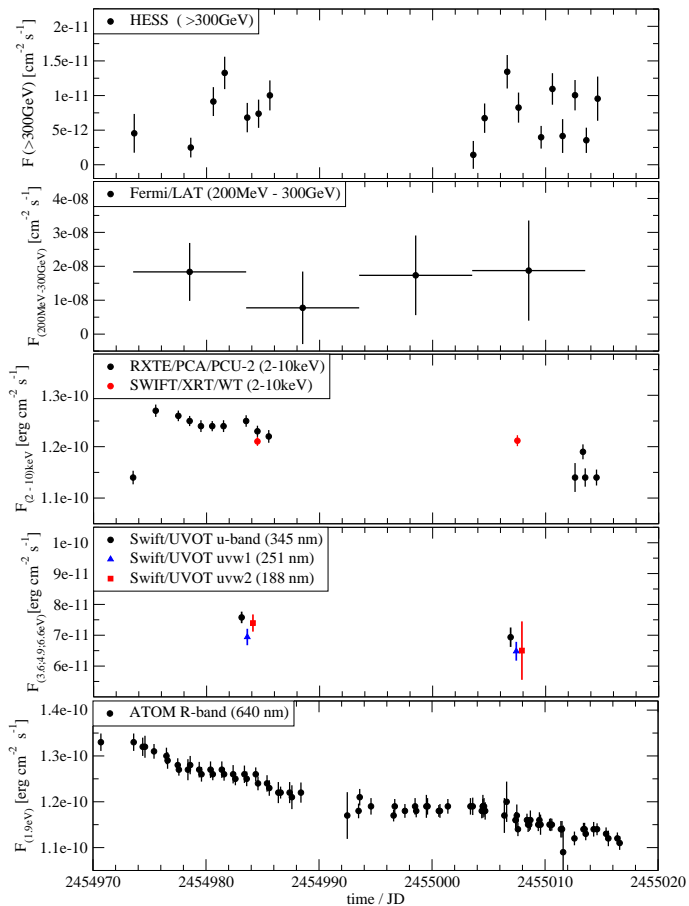 HESS ( >300GeV)
2e-11
1e-11
5e-12
0
F (>300GeV) [cm-2 s-1]
Fermi/LAT (200MeV - 300GeV)
4e-08
3e-08
2e-08
1e-08
0
F(200MeV-300GeV) [cm-2 s-1]
RXTE/PCA/PCU-2 (2-10keV)
SWIFT/XRT/WT (2-10keV)
1.3e-10
1.2e-10
1.1e-10
F(2 - 10)keV [erg cm-2 s-1]
Swift/UVOT u-band (345 nm)
Swift/UVOT uvw1 (251 nm)
Swift/UVOT uvw2 (188 nm)
1e-10
9e-11
8e-11
7e-11
6e-11
F(3.6;4.9;6.6eV)[erg cm-2 s-1]
ATOM R-band (640 nm)
1.4e-10
1.3e-10
1.2e-10
1.1e-10
F(1.9eV) [erg cm-2 s-1]
2454970 2454980 2454990 2455000 2455010 2455020
time / JD